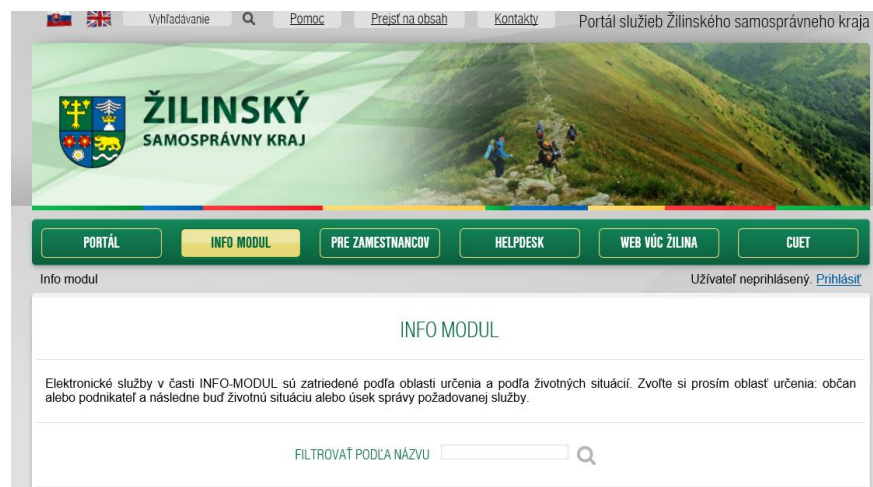 Vyhľadávanie Pomoc Prejsť na obsah Kontakty Portál služieb Žilinského samosprávneho kraja
ŽILINSKÝ
SAMOSPRÁVNY KRAJ
PORTÁL INFO MODUL PRE ZAMESTNANCOV HELPDESK WEB VÚC ŽILINA CUET
Info modul Užívateľ neprihlásený. Prihlásiť
INFO MODUL
Elektronické služby v časti INFO-MODUL sú zatriedené podľa oblasti určenia a podľa životných situácií. Zvoľte si prosím oblasť určenia: občan
alebo podnikateľ a následne buď životnú situáciu alebo úsek správy požadovanej služby.
FILTROVAŤ PODĽA NÁZVU